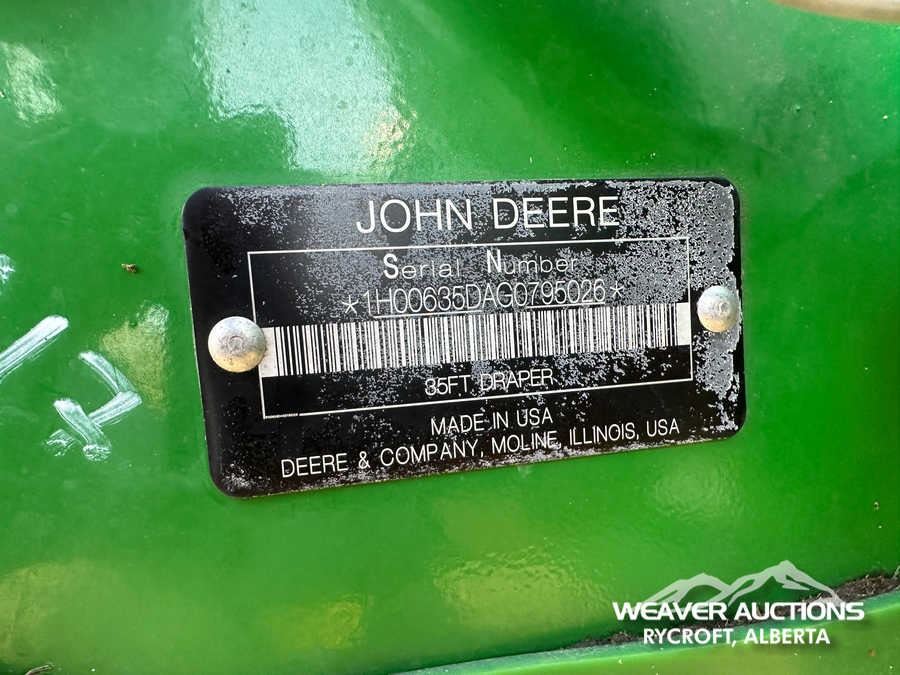 JOHN DEERE
Serial Number
*1H00635DAG0795026*
35FT DRAPER
MADE IN USA
DEERE & COMPANY, MOLINE, ILLINOIS, USA
WEAVER AUCTIONS
RYCROFT, ALBERTA